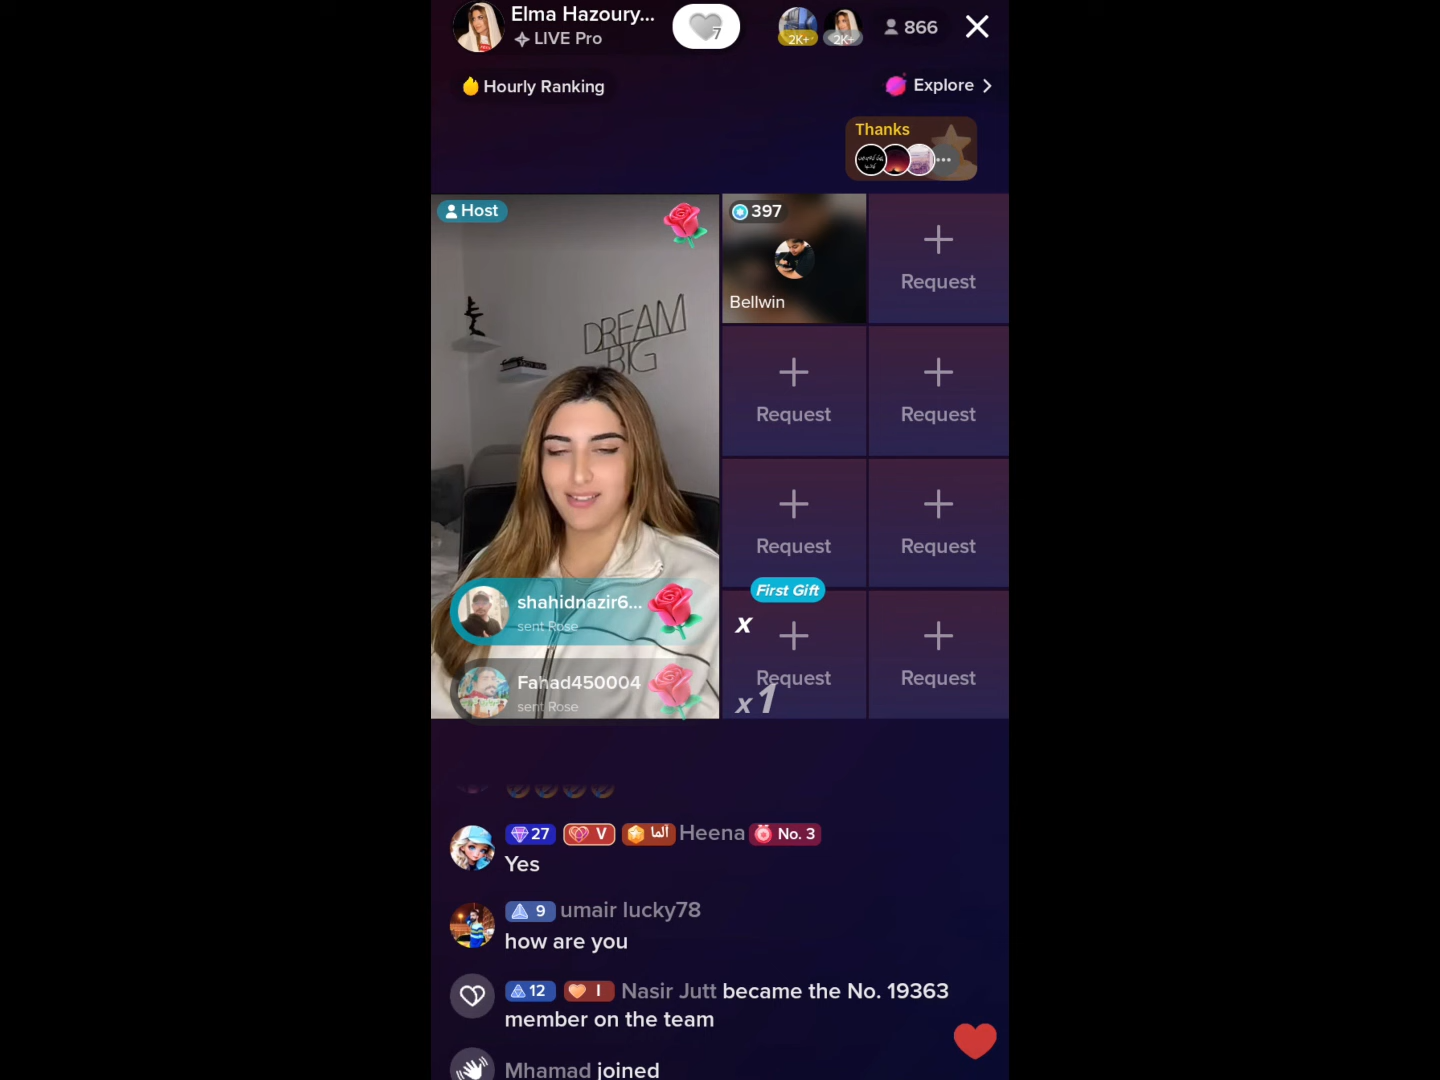 Elma Hazoury...
LIVE Pro
7
2K+
2K+
866
Hourly Ranking
Explore
Thanks
Host
397
Bellwin
Request
DREAM
BIG
Request
Request
Request
Request
First Gift
shahidnazir6...
sent Rose
x
Fahad450004
sent Rose
x1
Request
Request
27 V ألما Heena No. 3
Yes
9 umair lucky78
how are you
12 I Nasir Jutt became the No. 19363
member on the team
Mhamad joined